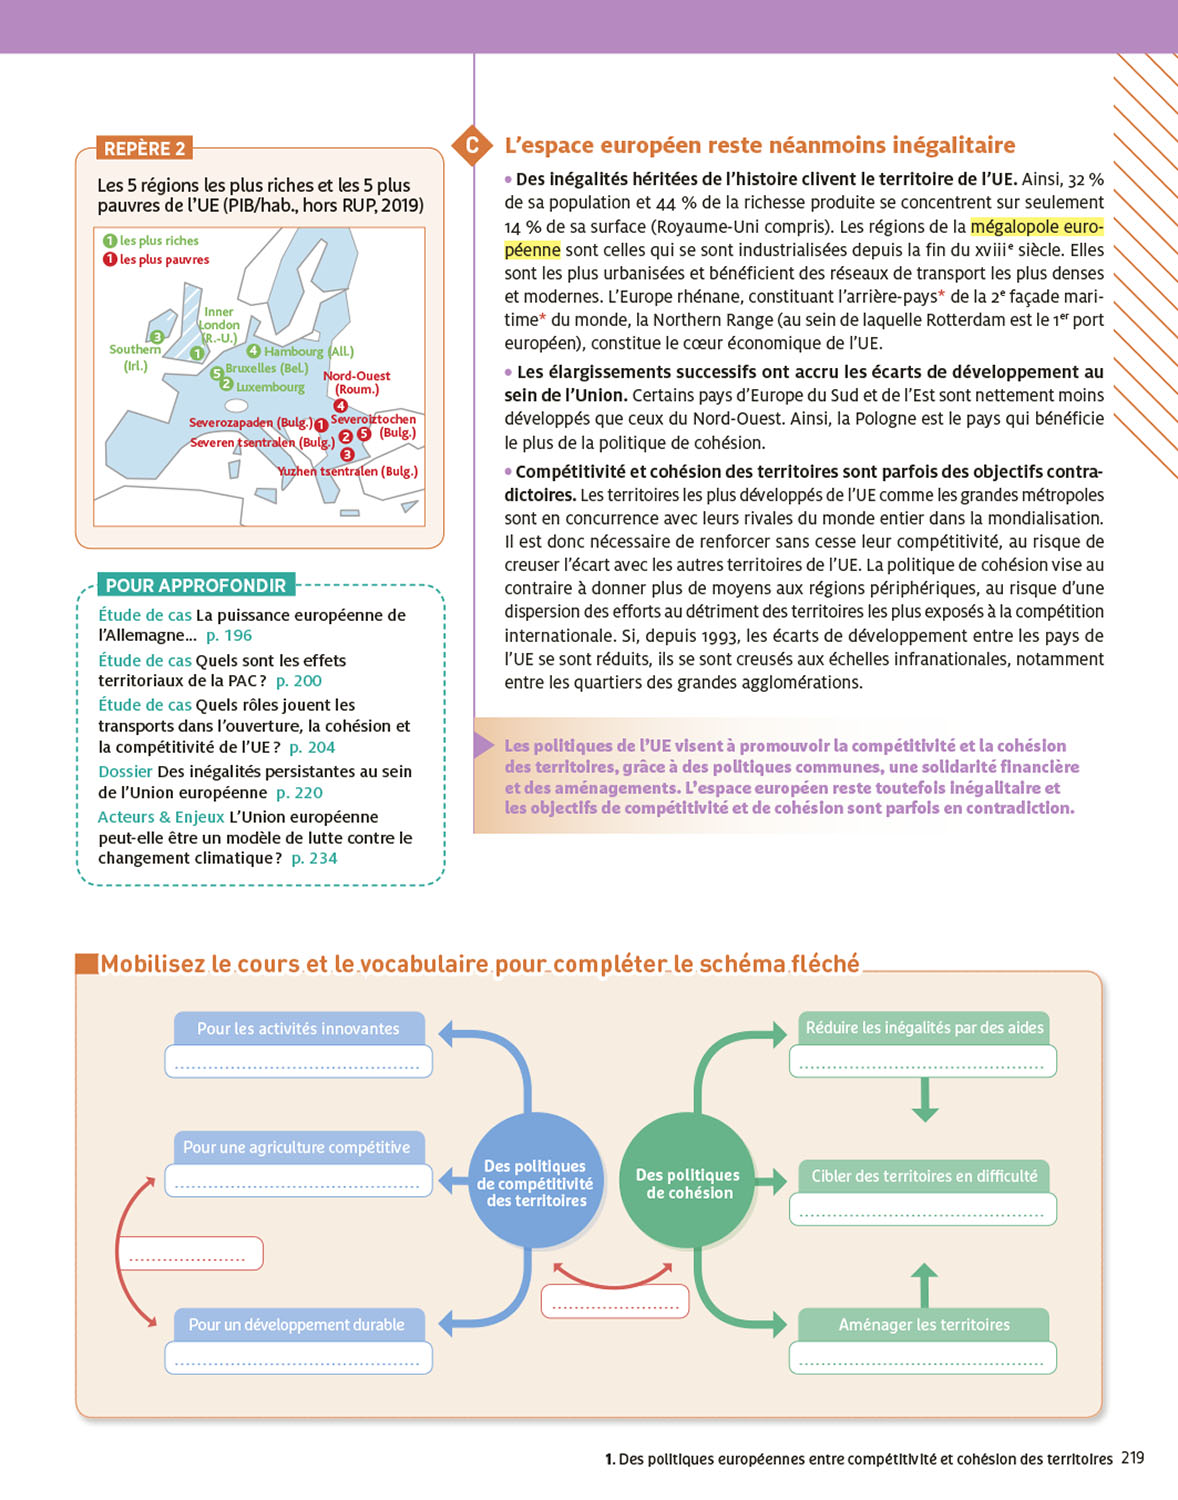 REPÈRE 2
Les 5 régions les plus riches et les 5 plus
pauvres de l'UE (PIB/hab., hors RUP, 2019)
1 les plus riches
1 les plus pauvres
Inner
London
(R.-U.)
3
Southern
(Irl.)
1
4 Hambourg (All.)
5 Bruxelles (Bel.)
2 Luxembourg
Nord-Ouest
(Roum.)
4
Severozapaden (Bulg.) 1
Severoiztochen
(Bulg.)
Severen tsentralen (Bulg.) 2
5
3
Yuzhen tsentralen (Bulg.)
POUR APPROFONDIR
Étude de cas La puissance européenne de
l'Allemagne... p. 196
Étude de cas Quels sont les effets
territoriaux de la PAC ? p. 200
Étude de cas Quels rôles jouent les
transports dans l'ouverture, la cohésion et
la compétitivité de l'UE ? p. 204
Dossier Des inégalités persistantes au sein
de l'Union européenne p. 220
Acteurs & Enjeux L'Union européenne
peut-elle être un modèle de lutte contre le
changement climatique ? p. 234
C L'espace européen reste néanmoins inégalitaire
• Des inégalités héritées de l'histoire clivent le territoire de l'UE. Ainsi, 32 %
de sa population et 44 % de la richesse produite se concentrent sur seulement
14 % de sa surface (Royaume-Uni compris). Les régions de la mégalopole euro-
péenne sont celles qui se sont industrialisées depuis la fin du xviiiᵉ siècle. Elles
sont les plus urbanisées et bénéficient des réseaux de transport les plus denses
et modernes. L'Europe rhénane, constituant l'arrière-pays* de la 2ᵉ façade mari-
time* du monde, la Northern Range (au sein de laquelle Rotterdam est le 1ᵉʳ port
européen), constitue le cœur économique de l'UE.
• Les élargissements successifs ont accru les écarts de développement au
sein de l'Union. Certains pays d'Europe du Sud et de l'Est sont nettement moins
développés que ceux du Nord-Ouest. Ainsi, la Pologne est le pays qui bénéficie
le plus de la politique de cohésion.
• Compétitivité et cohésion des territoires sont parfois des objectifs contra-
dictoires. Les territoires les plus développés de l'UE comme les grandes métropoles
sont en concurrence avec leurs rivales du monde entier dans la mondialisation.
Il est donc nécessaire de renforcer sans cesse leur compétitivité, au risque de
creuser l'écart avec les autres territoires de l'UE. La politique de cohésion vise au
contraire à donner plus de moyens aux régions périphériques, au risque d'une
dispersion des efforts au détriment des territoires les plus exposés à la compétition
internationale. Si, depuis 1993, les écarts de développement entre les pays de
l'UE se sont réduits, ils se sont creusés aux échelles infranationales, notamment
entre les quartiers des grandes agglomérations.
Les politiques de l'UE visent à promouvoir la compétitivité et la cohésion
des territoires, grâce à des politiques communes, une solidarité financière
et des aménagements. L'espace européen reste toutefois inégalitaire et
les objectifs de compétitivité et de cohésion sont parfois en contradiction.
Mobilisez le cours et le vocabulaire pour compléter le schéma fléché
Pour les activités innovantes
Pour une agriculture compétitive
Pour un développement durable
Des politiques
de compétitivité
des territoires
Des politiques
de cohésion
Réduire les inégalités par des aides
Cibler des territoires en difficulté
Aménager les territoires
1. Des politiques européennes entre compétitivité et cohésion des territoires 219